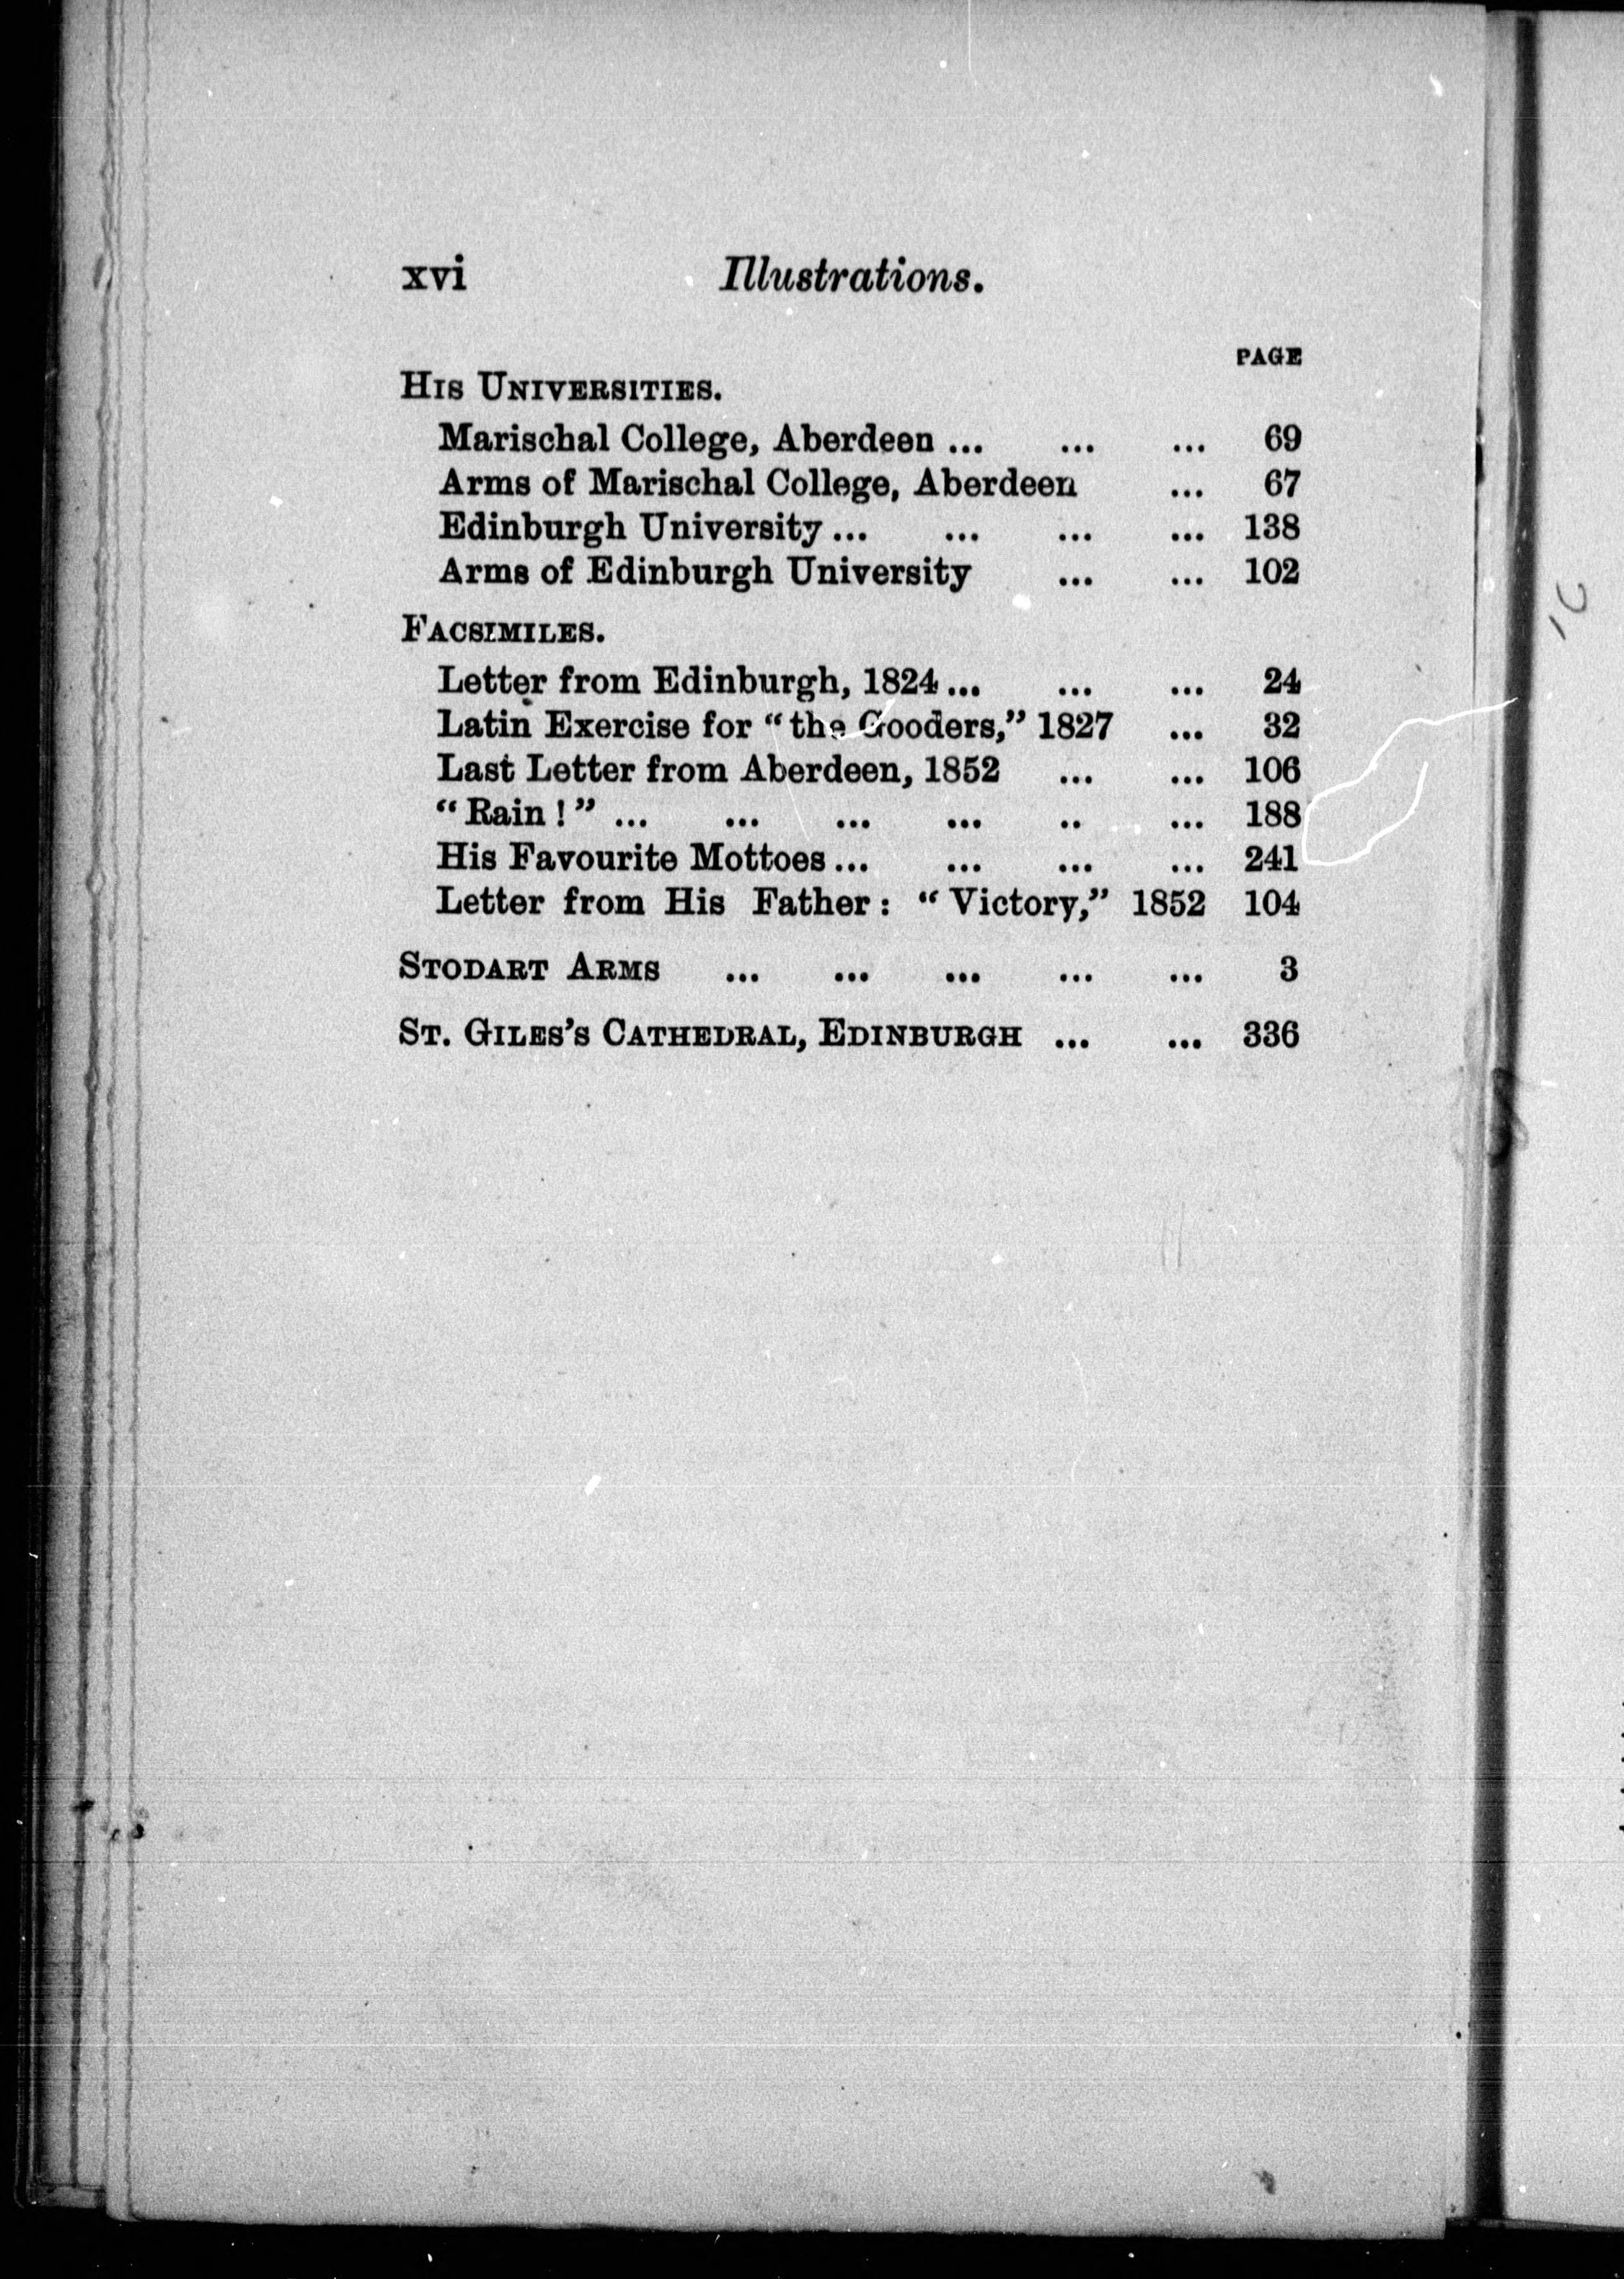 xvi Illustrations.
PAGE
HIS UNIVERSITIES.
Marischal College, Aberdeen ... ... ... 69
Arms of Marischal College, Aberdeen ... 67
Edinburgh University ... ... ... ... 138
Arms of Edinburgh University ... ... 102
FACSIMILES.
Letter from Edinburgh, 1824 ... ... ... 24
Latin Exercise for “the Gooders,” 1827 ... 32
Last Letter from Aberdeen, 1852 ... ... 106
“Rain!” ... ... ... ... .. ... 188
His Favourite Mottoes ... ... ... ... 241
Letter from His Father: “Victory,” 1852 104
STODART ARMS ... ... ... ... ... 3
ST. GILES’S CATHEDRAL, EDINBURGH ... ... 336